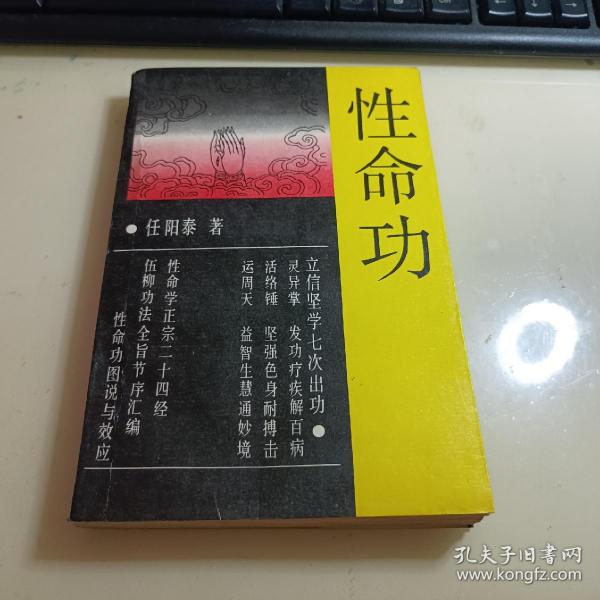 性命功
任阳泰 著
立信坚学七次出功
灵异掌 发功疗疾解百病
活络锤 坚强色身耐搏击
运周天 益智生慧通妙境
性命学正宗二十四经
伍柳功法全旨节序汇编
性命功图说与效应
孔夫子旧书网
www.kongfz.com